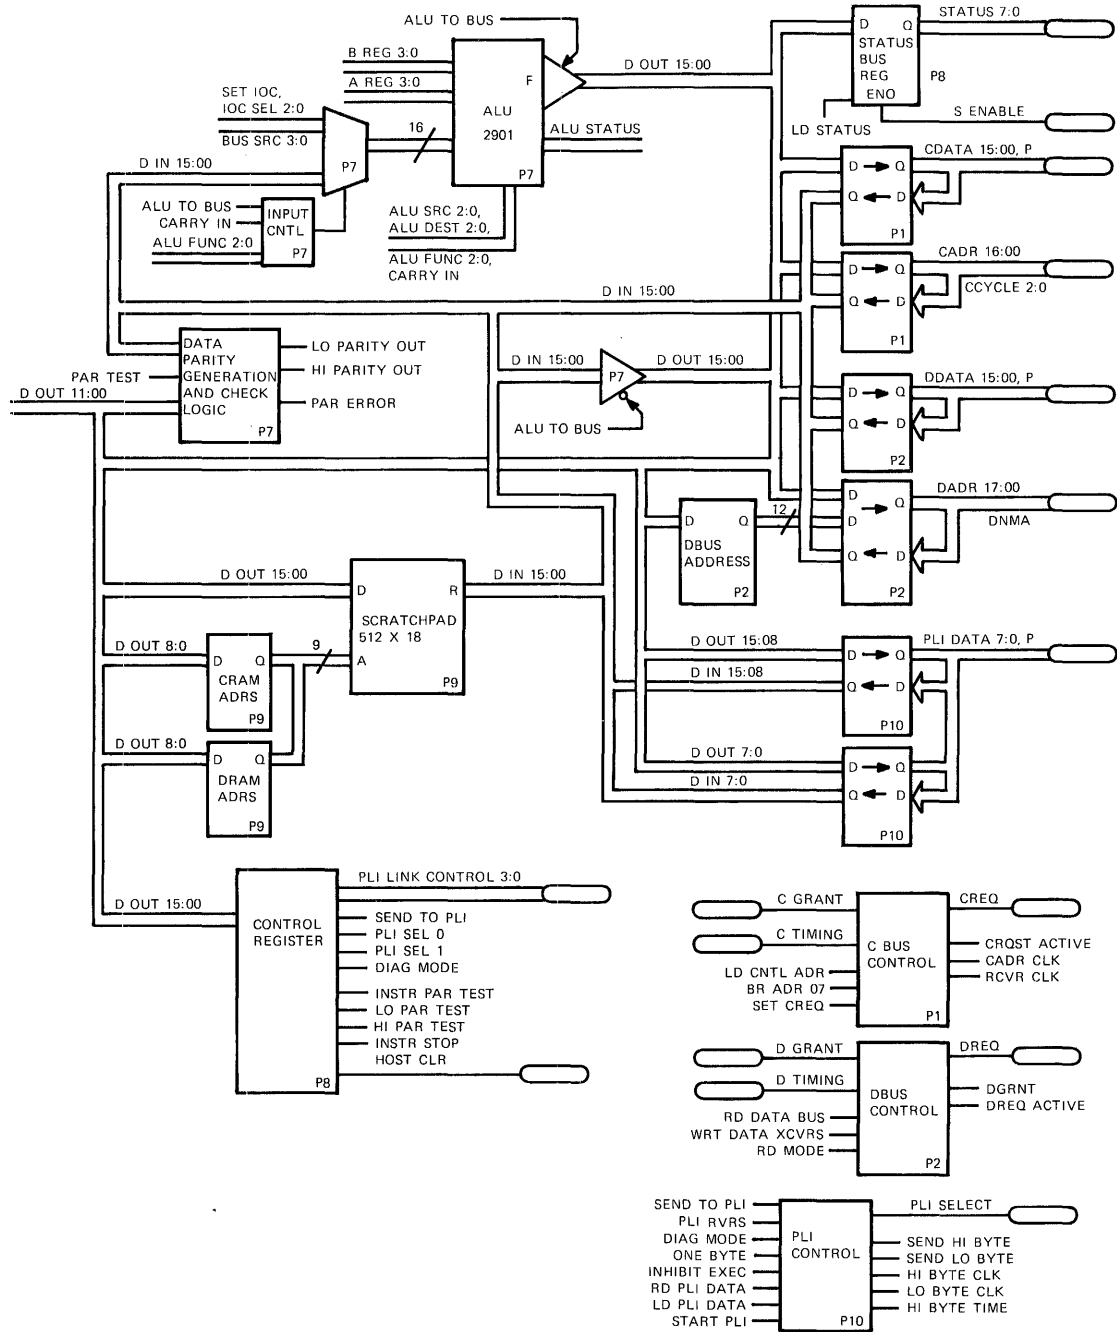 ALU TO BUS
B REG 3:0
A REG 3:0
SET IOC,
IOC SEL 2:0
BUS SRC 3:0
16
D IN 15:00
P7
ALU TO BUS
CARRY IN
ALU FUNC 2:0
INPUT
CNTL
P7
F
ALU
2901
P7
ALU STATUS
ALU SRC 2:0,
ALU DEST 2:0,
ALU FUNC 2:0,
CARRY IN
D OUT 15:00
STATUS 7:0
D Q
STATUS
BUS
REG
ENO
P8
LD STATUS
S ENABLE
D Q
Q D
P1
CDATA 15:00, P
D Q
Q D
P1
CADR 16:00
CCYCLE 2:0
D IN 15:00
DATA
PARITY
GENERATION
AND CHECK
LOGIC
P7
PAR TEST
D OUT 11:00
LO PARITY OUT
HI PARITY OUT
PAR ERROR
D IN 15:00
P7
D OUT 15:00
ALU TO BUS
D Q
Q D
P2
DDATA 15:00, P
D Q
DBUS
ADDRESS
P2
12
D Q
D
Q D
P2
DADR 17:00
DNMA
D OUT 15:00
D R
SCRATCHPAD
512 X 18
A
P9
D IN 15:00
D OUT 8:0
D Q
CRAM
ADRS
P9
9
D OUT 8:0
D Q
DRAM
ADRS
P9
D OUT 15:08
D IN 15:08
D Q
Q D
P10
PLI DATA 7:0, P
D OUT 7:0
D IN 7:0
D Q
Q D
P10
D OUT 15:00
CONTROL
REGISTER
P8
PLI LINK CONTROL 3:0
SEND TO PLI
PLI SEL 0
PLI SEL 1
DIAG MODE
INSTR PAR TEST
LO PAR TEST
HI PAR TEST
INSTR STOP
HOST CLR
C GRANT
C TIMING
LD CNTL ADR
BR ADR 07
SET CREQ
C BUS
CONTROL
P1
CREQ
CRQST ACTIVE
CADR CLK
RCVR CLK
D GRANT
D TIMING
RD DATA BUS
WRT DATA XCVRS
RD MODE
DBUS
CONTROL
P2
DREQ
DGRNT
DREQ ACTIVE
SEND TO PLI
PLI RVRS
DIAG MODE
ONE BYTE
INHIBIT EXEC
RD PLI DATA
LD PLI DATA
START PLI
PLI
CONTROL
P10
PLI SELECT
SEND HI BYTE
SEND LO BYTE
HI BYTE CLK
LO BYTE CLK
HI BYTE TIME